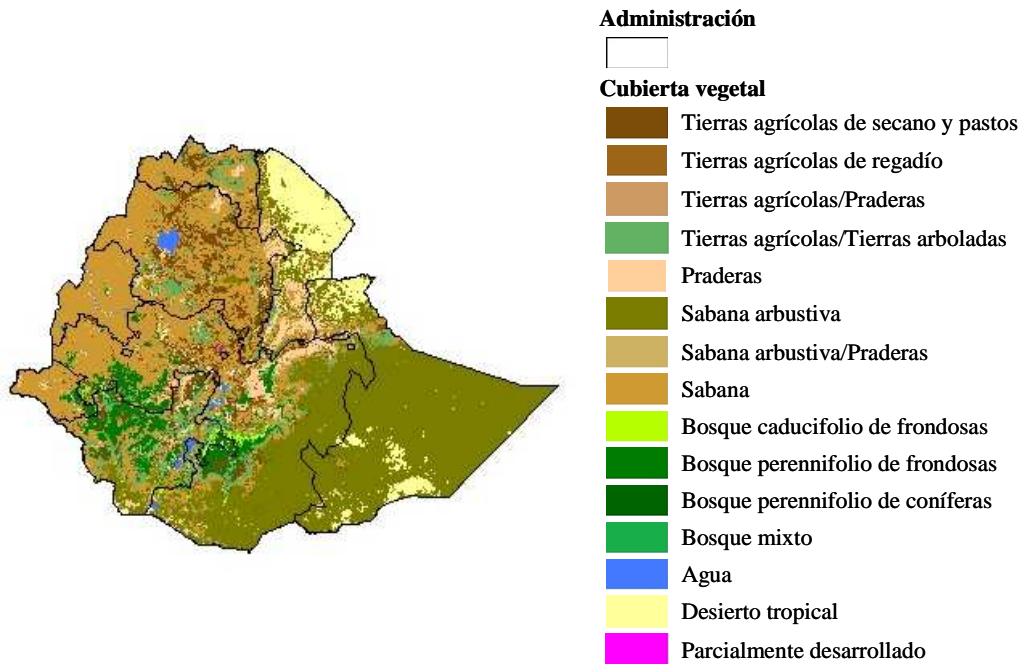 Administración
Cubierta vegetal
Tierras agrícolas de secano y pastos
Tierras agrícolas de regadío
Tierras agrícolas/Praderas
Tierras agrícolas/Tierras arboladas
Praderas
Sabana arbustiva
Sabana arbustiva/Praderas
Sabana
Bosque caducifolio de frondosas
Bosque perennifolio de frondosas
Bosque perennifolio de coníferas
Bosque mixto
Agua
Desierto tropical
Parcialmente desarrollado